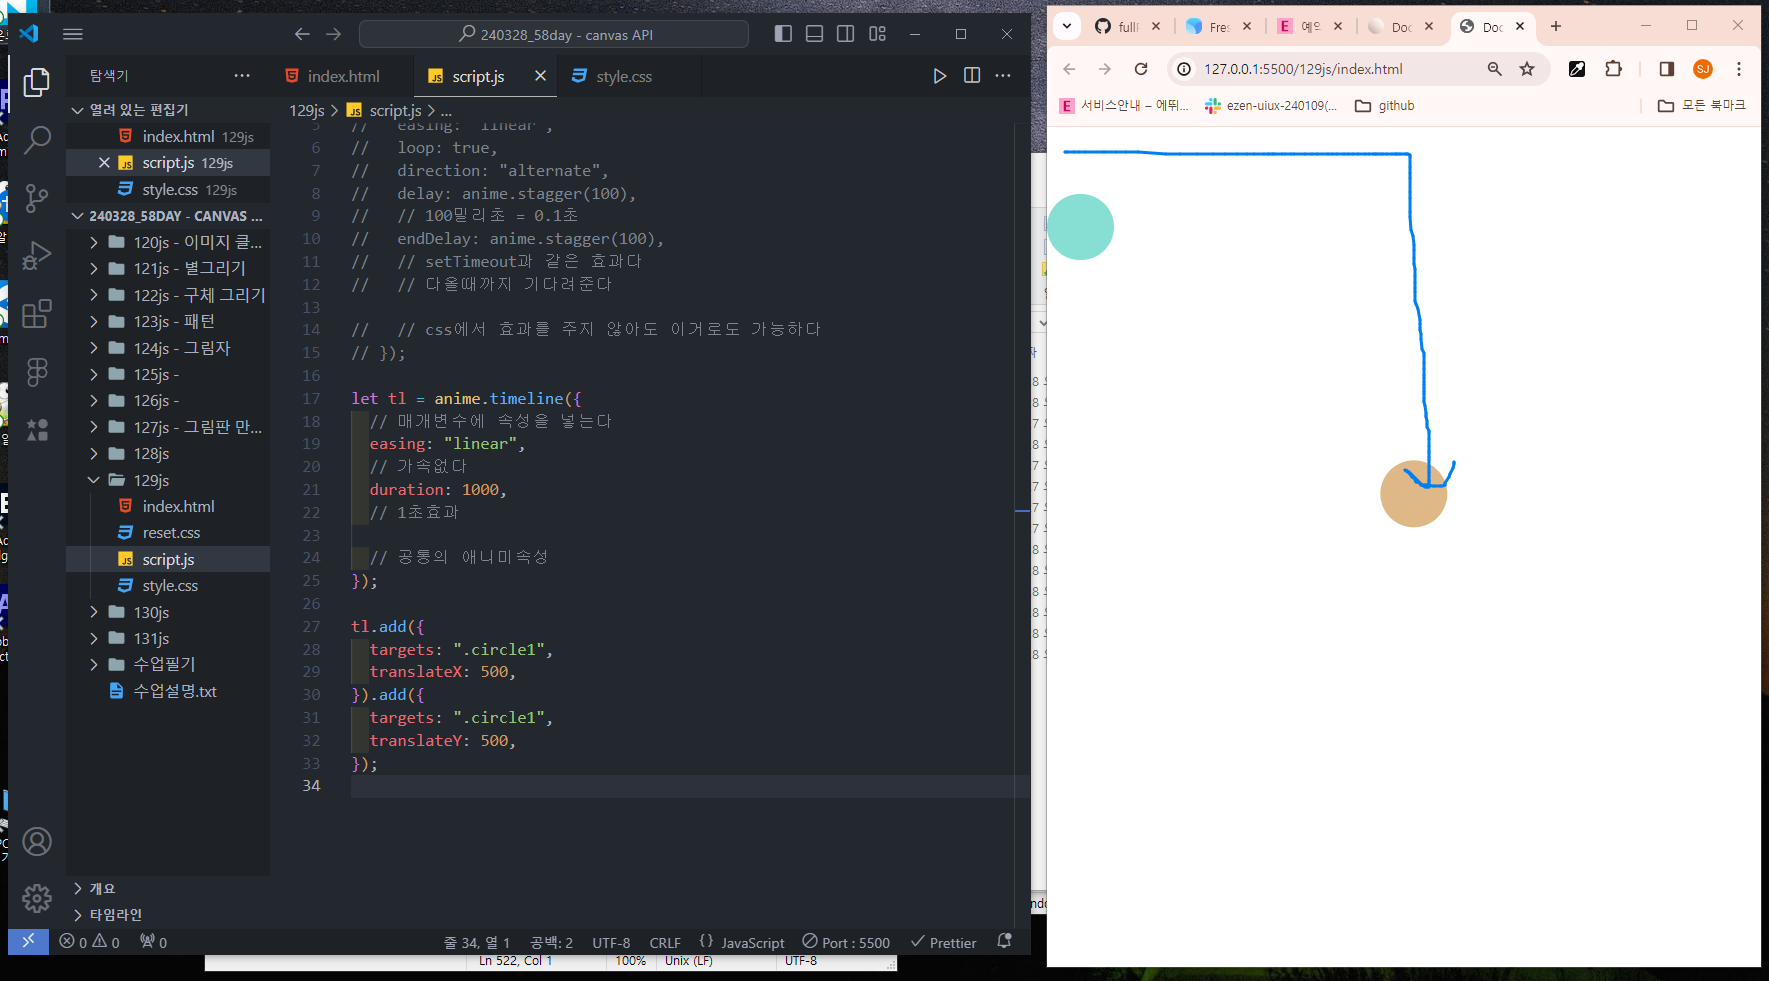 240328_58day - canvas API
탐색기
index.html
script.js
style.css
열려 있는 편집기
129js
script.js
...
index.html 129js
script.js 129js
style.css 129js
240328_58DAY - CANVAS ...
120js - 이미지 클...
121js - 별그리기
122js - 구체 그리기
123js - 패턴
124js - 그림자
125js -
126js -
127js - 그림판 만...
128js
129js
index.html
reset.css
script.js
style.css
130js
131js
수업필기
수업설명.txt
개요
타임라인
5 // easing: "linear",
6 // loop: true,
7 // direction: "alternate",
8 // delay: anime.stagger(100),
9 // // 100밀리초 = 0.1초
10 // endDelay: anime.stagger(100),
11 // // setTimeout과 같은 효과다
12 // // 다올때까지 기다려준다
13
14 // // css에서 효과를 주지 않아도 이거로도 가능하다
15 // });
16
17 let tl = anime.timeline({
18 // 매개변수에 속성을 넣는다
19 easing: "linear",
20 // 가속없다
21 duration: 1000,
22 // 1초효과
23
24 // 공통의 애니미속성
25 });
26
27 tl.add({
28 targets: ".circle1",
29 translateX: 500,
30 }).add({
31 targets: ".circle1",
32 translateY: 500,
33 });
34
0 0 0
줄 34, 열 1 공백: 2 UTF-8 CRLF {} JavaScript Port : 5500 Prettier
Ln 522, Col 1 100% Unix (LF) UTF-8
full Fres 예약 Doc Doc
127.0.0.1:5500/129js/index.html
SJ
서비스안내 – 에뛰... ezen-uiux-240109(... github 모든 북마크